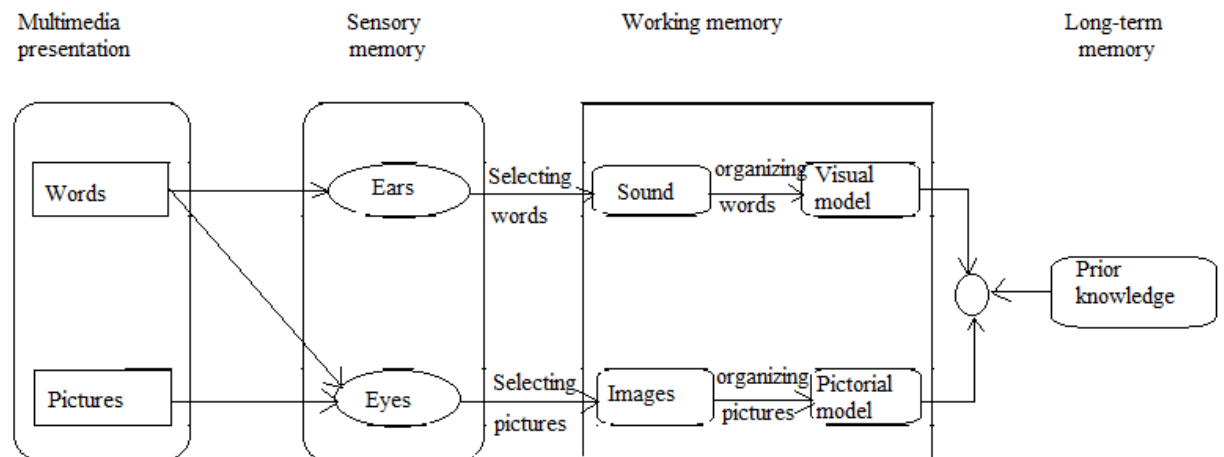 Multimedia
presentation
Sensory
memory
Working memory
Long-term
memory
Words
Ears
Selecting
words
Sound
organizing
words
Visual
model
Prior
knowledge
Pictures
Eyes
Selecting
pictures
Images
organizing
pictures
Pictorial
model